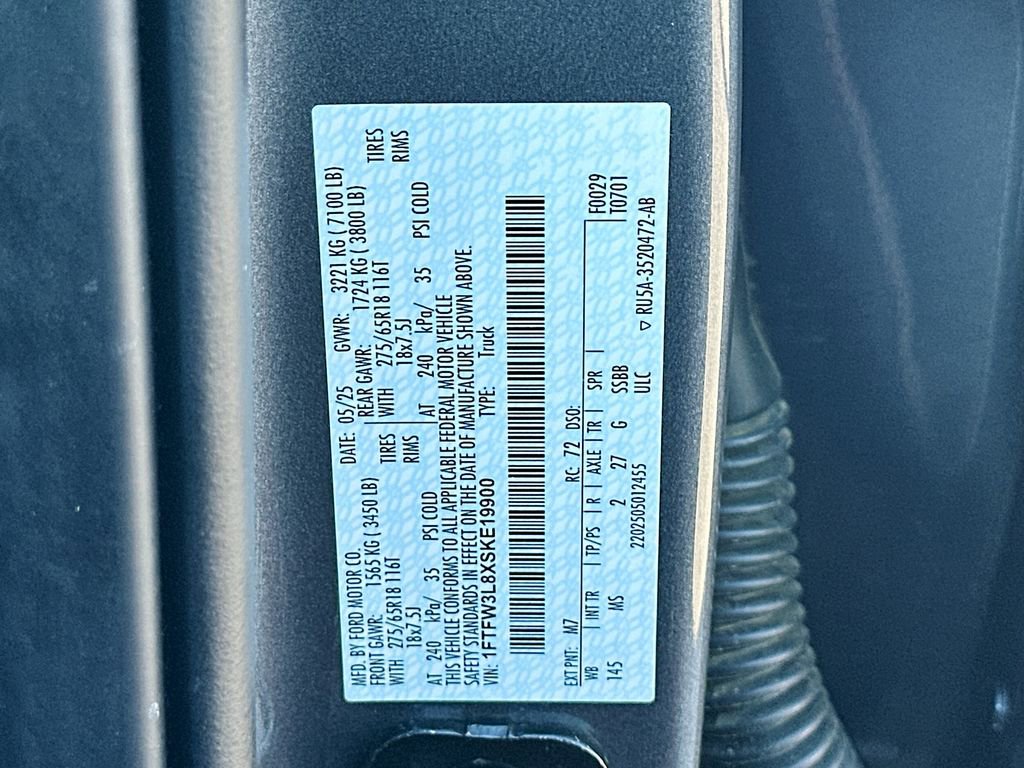 MFD. BY FORD MOTOR CO. DATE: 05/25 GVWR: 3221 KG ( 7100 LB)
FRONT GAWR: 1565 KG ( 3450 LB) REAR GAWR: 1724 KG ( 3800 LB)
WITH 275/65R18 116T TIRES WITH 275/65R18 116T TIRES
18x7.5J RIMS 18x7.5J RIMS
AT 240 kPa/ 35 PSI COLD AT 240 kPa/ 35 PSI COLD
THIS VEHICLE CONFORMS TO ALL APPLICABLE FEDERAL MOTOR VEHICLE
SAFETY STANDARDS IN EFFECT ON THE DATE OF MANUFACTURE SHOWN ABOVE.
VIN: 1FTFW3L8XSKE19900 TYPE: Truck
EXT PNT: M7 RC: 72 DSO: F0029
WB | INT TR | TP/PS | R | AXLE | TR | SPR | T0701
145 MS 2 27 G SSBB
220250501​2455 ULC ▽ RU5A-3520472-AB